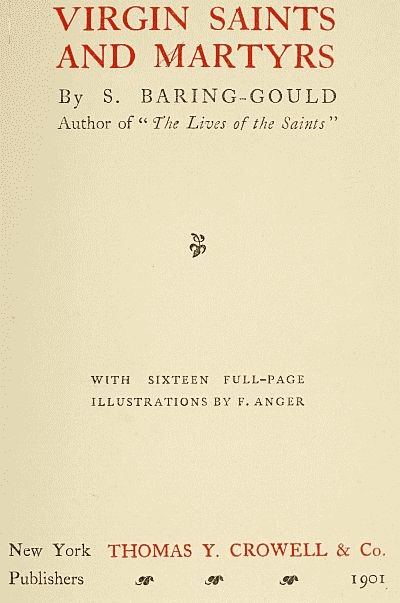 VIRGIN SAINTS
AND MARTYRS
By S. BARING-GOULD
Author of "The Lives of the Saints"
WITH SIXTEEN FULL-PAGE
ILLUSTRATIONS BY F. ANGER
New York THOMAS Y. CROWELL & Co.
Publishers 1901